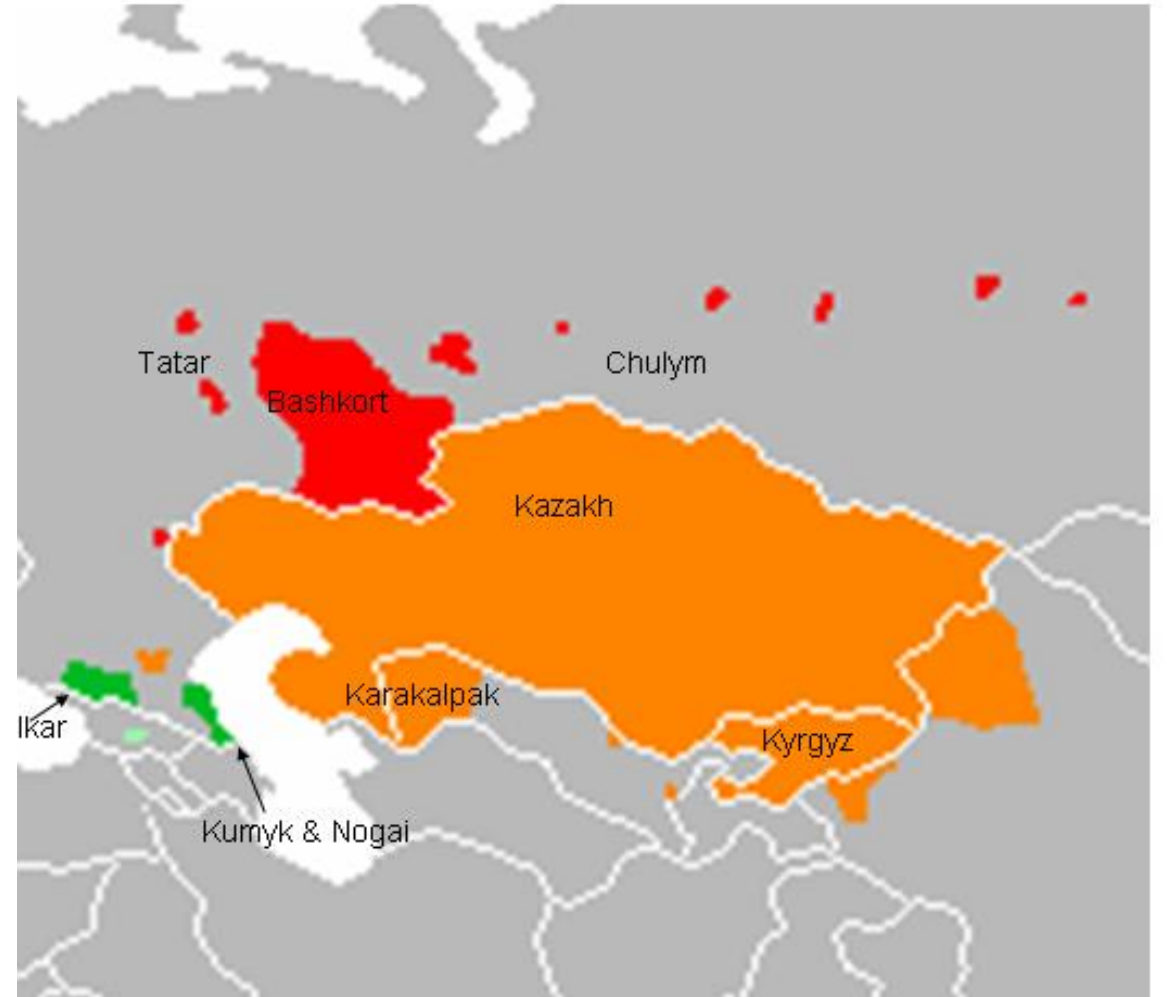 Tatar
Chulym
Bashkort
Kazakh
Karakalpak
lkar
Kyrgyz
Kumyk & Nogai